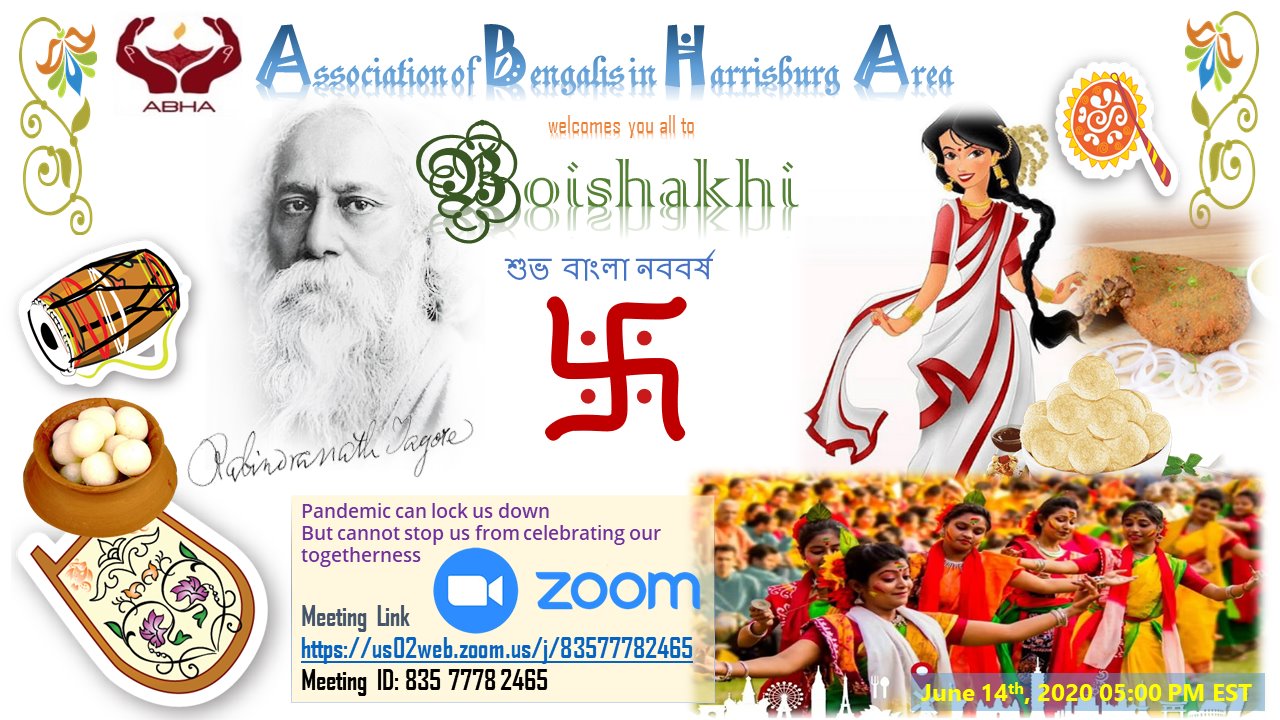 ABHA
Association of Bengalis in Harrisburg Area
welcomes you all to
Boishakhi
শুভ বাংলা নববর্ষ
Rabindranath Tagore
Pandemic can lock us down
But cannot stop us from celebrating our
togetherness
zoom
Meeting Link
https://us02web.zoom.us/j/83577782465
Meeting ID: 835 7778 2465
June 14th, 2020 05:00 PM EST